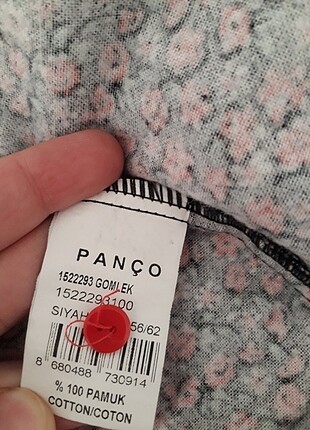 PANÇO
1522293 GOMLEK
1522293100
SIYAH 56/62
8 680488 730914
% 100 PAMUK
COTTON/COTON